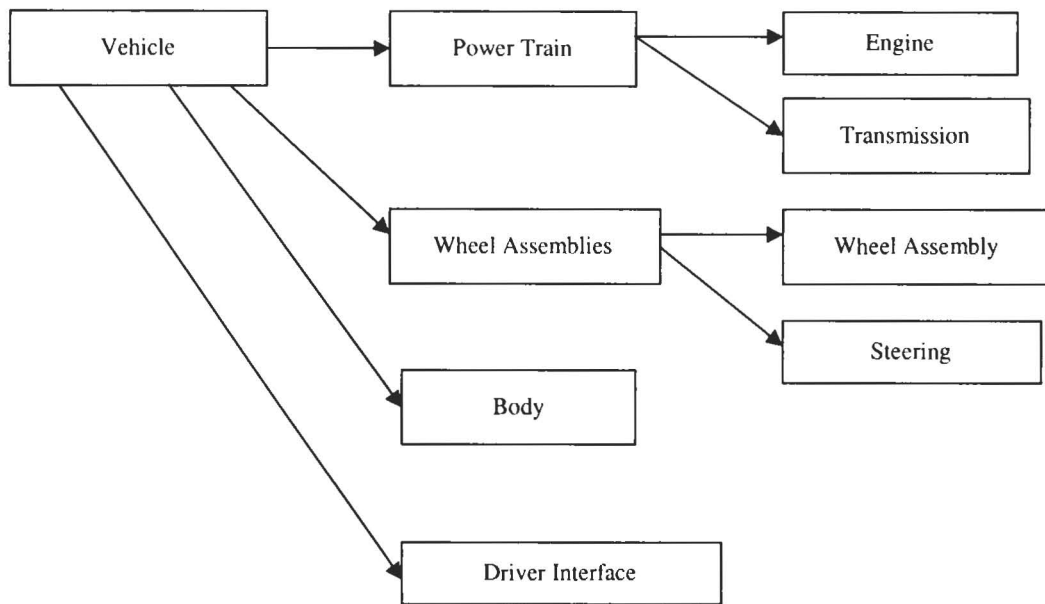 Vehicle
Power Train
Engine
Transmission
Wheel Assemblies
Wheel Assembly
Steering
Body
Driver Interface